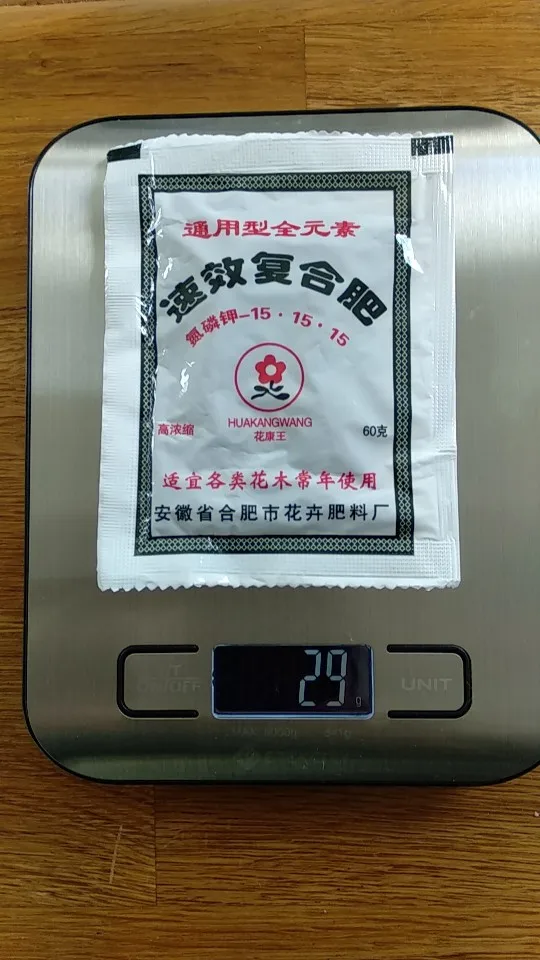 通用型全元素
速效复合肥
氮磷钾-15·15·15
HUAKANGWANG
花康王
高浓缩
60克
适宜各类花木常年使用
安徽省合肥市花卉肥料厂
29 g
T
ON/OFF
UNIT